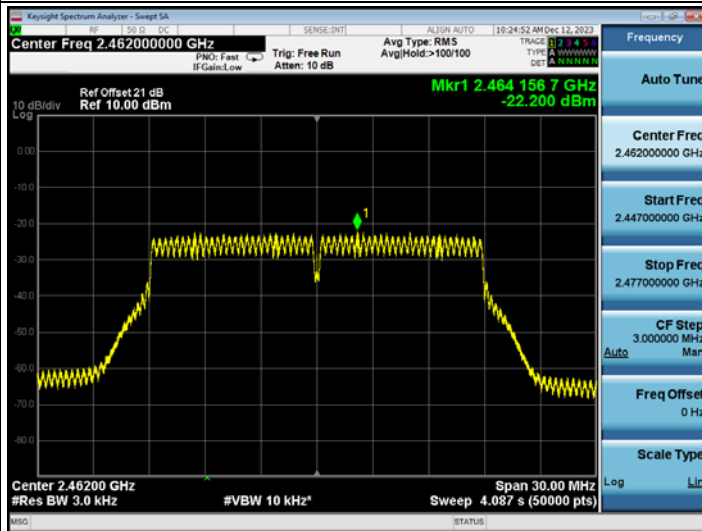 Keysight Spectrum Analyzer - Swept SA
RF 50 Ω DC SENSE:INT ALIGN AUTO 10:24:52 AM Dec 12, 2023
Center Freq 2.462000000 GHz
PNO: Fast
IFGain:Low
Trig: Free Run
Atten: 10 dB
Avg Type: RMS
Avg|Hold:>100/100
TRACE 1 2 3 4 5 6
TYPE A WWWWW
DET A N N N N N
Ref Offset 21 dB
10 dB/div Ref 10.00 dBm
Log
Mkr1 2.464 156 7 GHz
-22.200 dBm
0.00
-10.0
-20.0
-30.0
-40.0
-50.0
-60.0
-70.0
-80.0
1
Center 2.46200 GHz Span 30.00 MHz
#Res BW 3.0 kHz #VBW 10 kHz* Sweep 4.087 s (50000 pts)
MSG STATUS
Frequency
Auto Tune
Center Freq
2.462000000 GHz
Start Freq
2.447000000 GHz
Stop Freq
2.477000000 GHz
CF Step
3.000000 MHz
Auto Man
Freq Offset
0 Hz
Scale Type
Log Lin